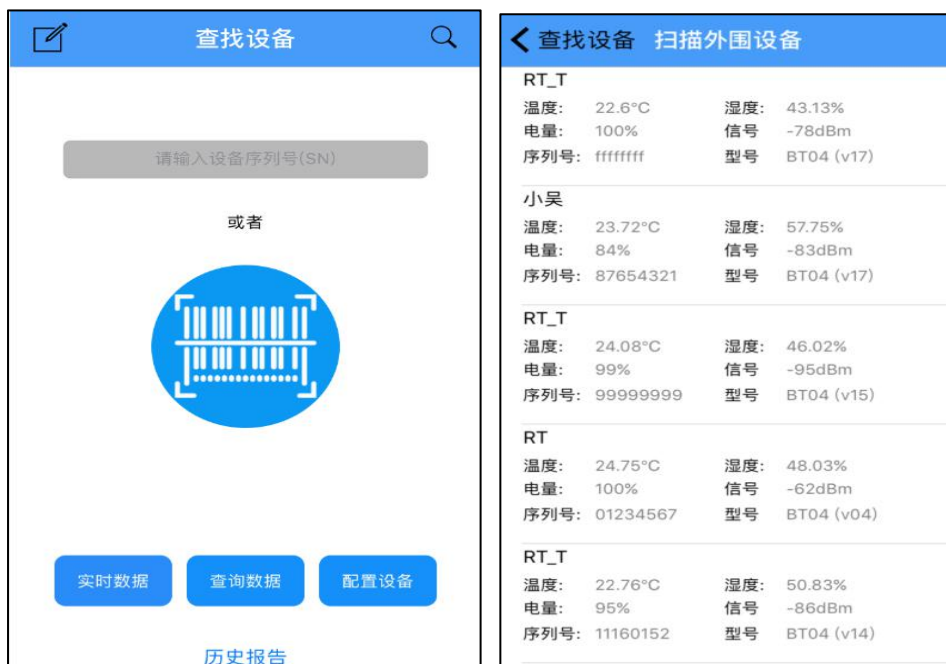 查找设备
请输入设备序列号(SN)
或者
实时数据 查询数据 配置设备
历史报告
查找设备 扫描外围设备
RT_T
温度: 22.6°C 湿度: 43.13%
电量: 100% 信号 -78dBm
序列号: ffffffff 型号 BT04 (v17)
小吴
温度: 23.72°C 湿度: 57.75%
电量: 84% 信号 -83dBm
序列号: 87654321 型号 BT04 (v17)
RT_T
温度: 24.08°C 湿度: 46.02%
电量: 99% 信号 -95dBm
序列号: 99999999 型号 BT04 (v15)
RT
温度: 24.75°C 湿度: 48.03%
电量: 100% 信号 -62dBm
序列号: 01234567 型号 BT04 (v04)
RT_T
温度: 22.76°C 湿度: 50.83%
电量: 95% 信号 -86dBm
序列号: 11160152 型号 BT04 (v14)